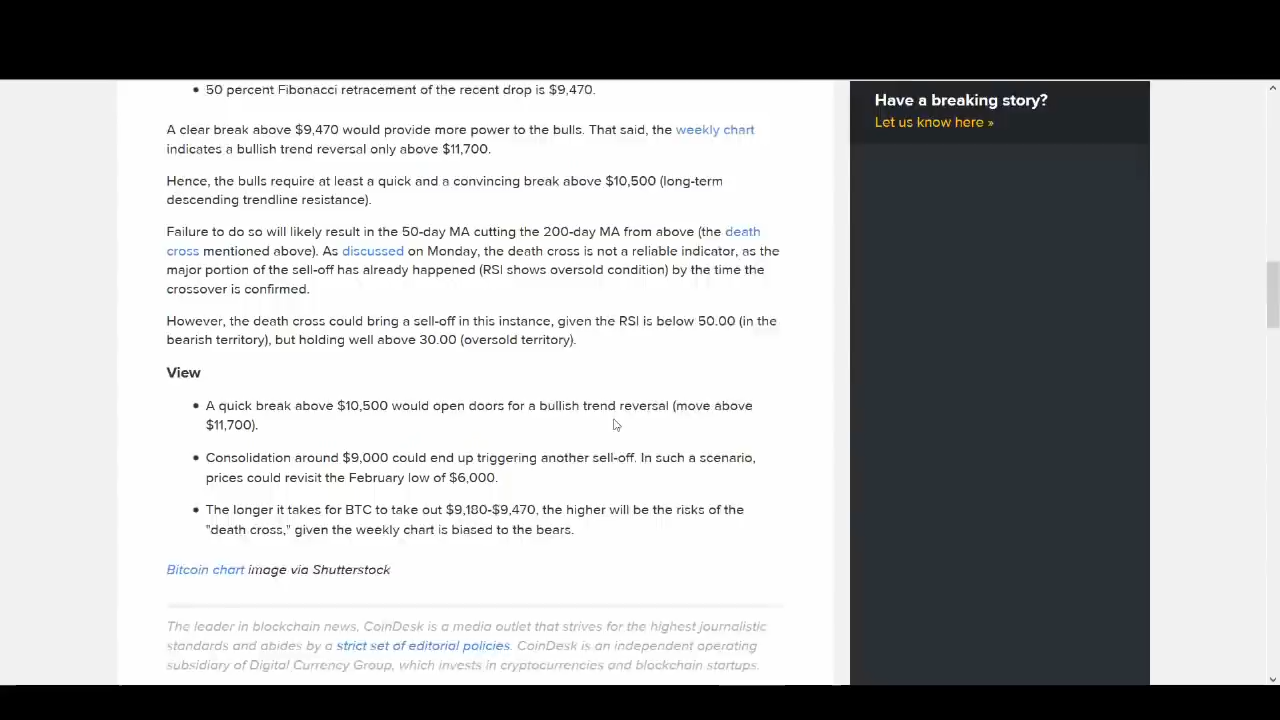 • 50 percent Fibonacci retracement of the recent drop is $9,470.
A clear break above $9,470 would provide more power to the bulls. That said, the weekly chart
indicates a bullish trend reversal only above $11,700.
Hence, the bulls require at least a quick and a convincing break above $10,500 (long-term
descending trendline resistance).
Failure to do so will likely result in the 50-day MA cutting the 200-day MA from above (the death
cross mentioned above). As discussed on Monday, the death cross is not a reliable indicator, as the
major portion of the sell-off has already happened (RSI shows oversold condition) by the time the
crossover is confirmed.
However, the death cross could bring a sell-off in this instance, given the RSI is below 50.00 (in the
bearish territory), but holding well above 30.00 (oversold territory).
View
• A quick break above $10,500 would open doors for a bullish trend reversal (move above
$11,700).
• Consolidation around $9,000 could end up triggering another sell-off. In such a scenario,
prices could revisit the February low of $6,000.
• The longer it takes for BTC to take out $9,180-$9,470, the higher will be the risks of the
"death cross," given the weekly chart is biased to the bears.
Bitcoin chart image via Shutterstock
The leader in blockchain news, CoinDesk is a media outlet that strives for the highest journalistic
standards and abides by a strict set of editorial policies. CoinDesk is an independent operating
subsidiary of Digital Currency Group, which invests in cryptocurrencies and blockchain startups.
Have a breaking story?
Let us know here »